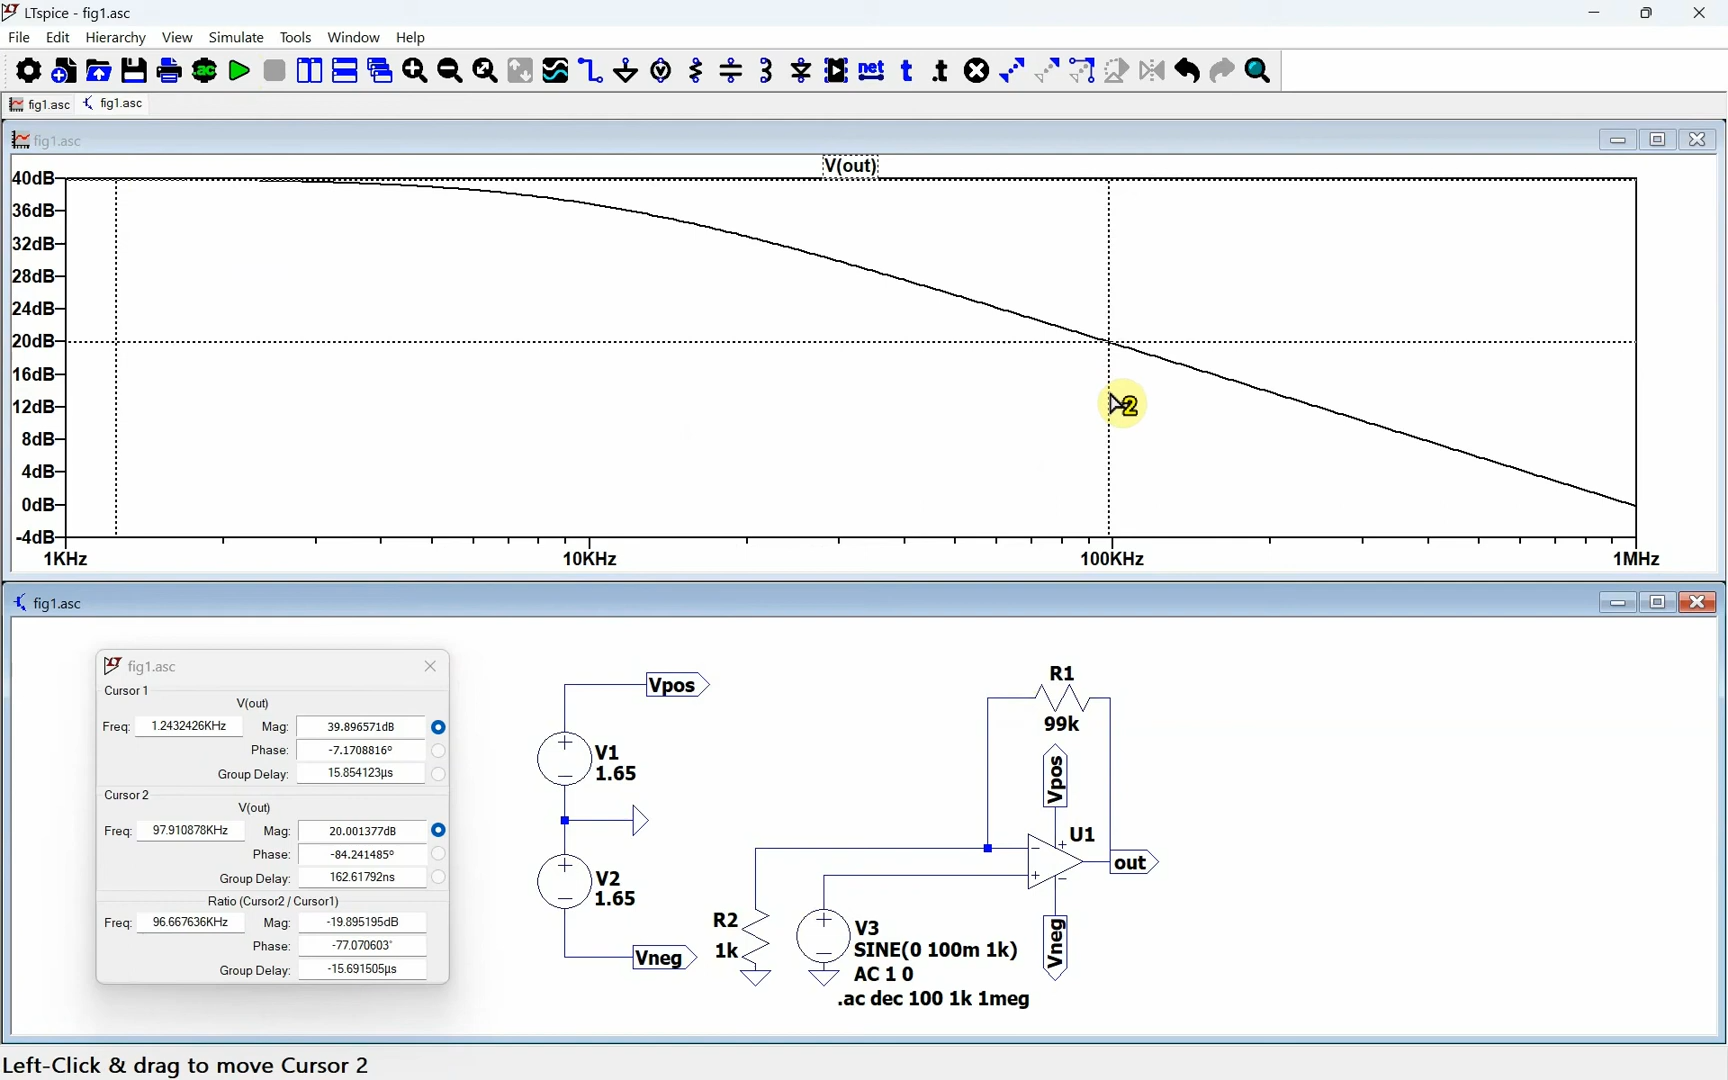 LTspice - fig1.asc
File Edit Hierarchy View Simulate Tools Window Help
.ac net t .t
fig1.asc fig1.asc
fig1.asc
V(out)
40dB
36dB
32dB
28dB
24dB
20dB
16dB
12dB
8dB
4dB
0dB
-4dB
1KHz 10KHz 100KHz 1MHz
2
fig1.asc
fig1.asc
Cursor 1
V(out)
Freq: 1.2432426KHz Mag: 39.896571dB
Phase: -7.1708816°
Group Delay: 15.854123µs
Cursor 2
V(out)
Freq: 97.910878KHz Mag: 20.001377dB
Phase: -84.241485°
Group Delay: 162.61792ns
Ratio (Cursor2 / Cursor1)
Freq: 96.667636KHz Mag: -19.895195dB
Phase: -77.070603°
Group Delay: -15.691505µs
Vpos
V1
1.65
V2
1.65
Vneg
R1
99k
Vpos
U1
out
Vneg
R2
1k
V3
SINE(0 100m 1k)
AC 1 0
.ac dec 100 1k 1meg
Left-Click & drag to move Cursor 2